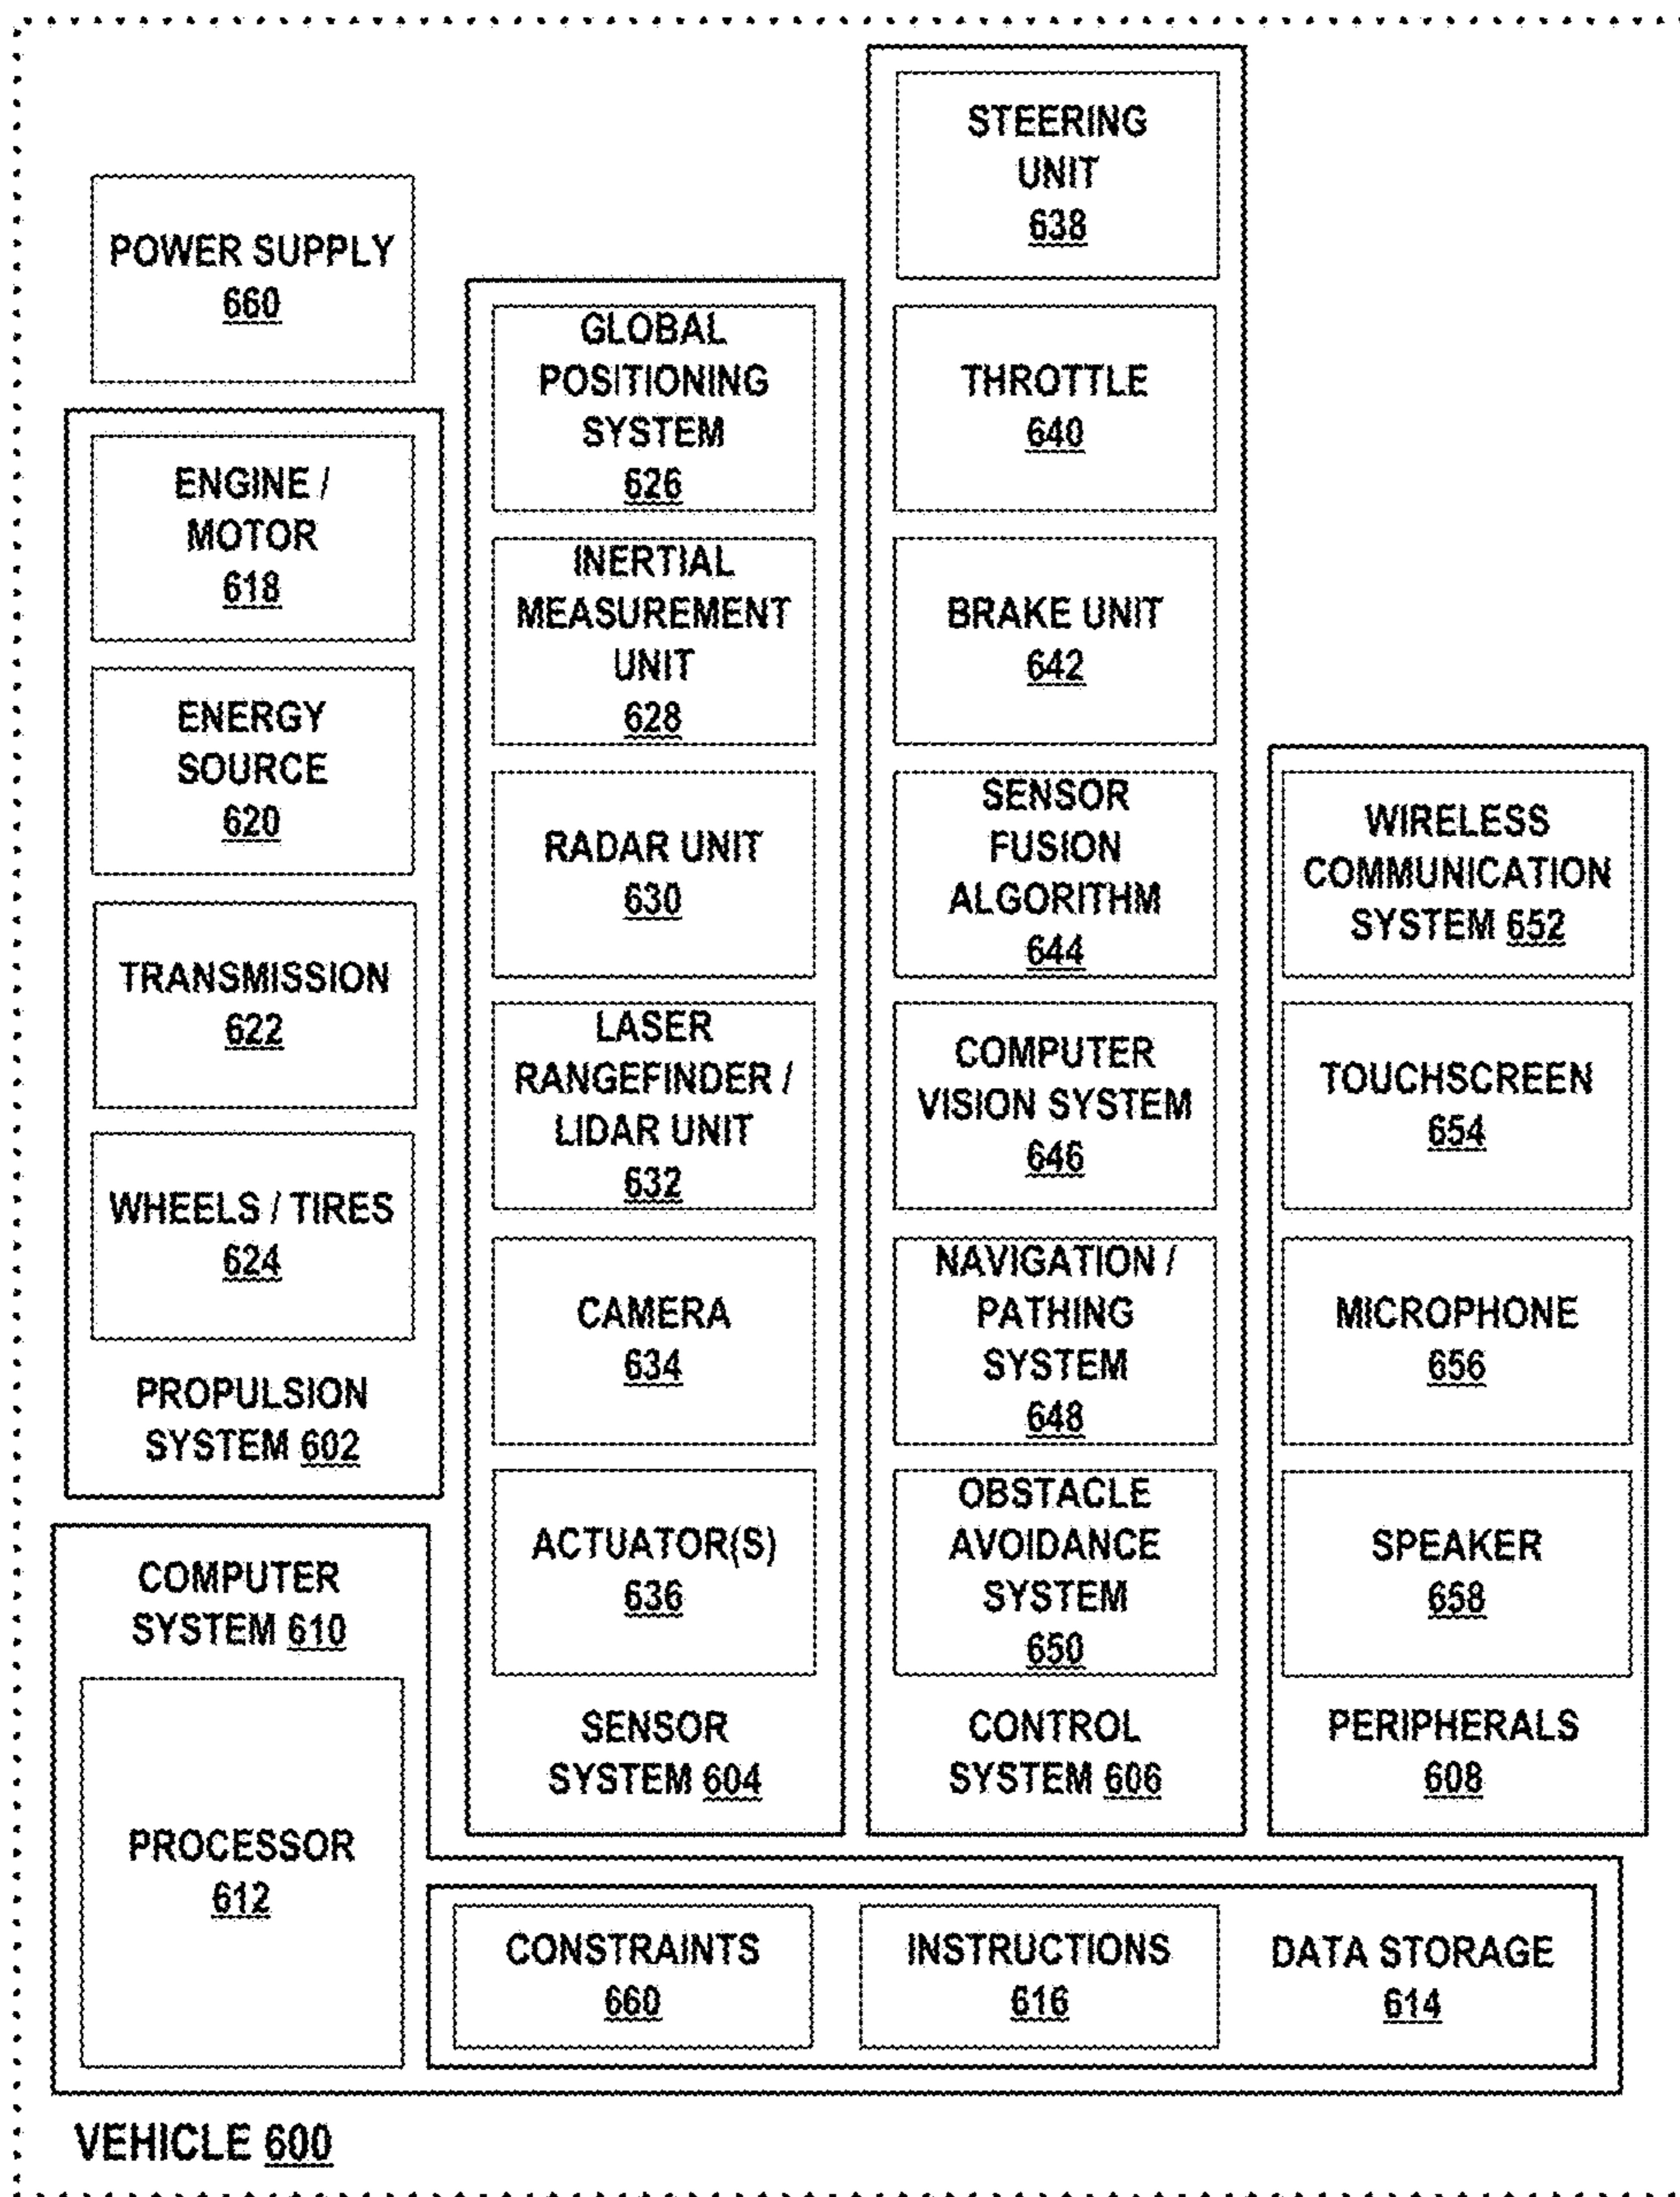 POWER SUPPLY
660
ENGINE /
MOTOR
618
ENERGY
SOURCE
620
TRANSMISSION
622
WHEELS / TIRES
624
PROPULSION
SYSTEM 602
GLOBAL
POSITIONING
SYSTEM
626
INERTIAL
MEASUREMENT
UNIT
628
RADAR UNIT
630
LASER
RANGEFINDER /
LIDAR UNIT
632
CAMERA
634
ACTUATOR(S)
636
SENSOR
SYSTEM 604
STEERING
UNIT
638
THROTTLE
640
BRAKE UNIT
642
SENSOR
FUSION
ALGORITHM
644
COMPUTER
VISION SYSTEM
646
NAVIGATION /
PATHING
SYSTEM
648
OBSTACLE
AVOIDANCE
SYSTEM
650
CONTROL
SYSTEM 606
WIRELESS
COMMUNICATION
SYSTEM 652
TOUCHSCREEN
654
MICROPHONE
656
SPEAKER
658
PERIPHERALS
608
COMPUTER
SYSTEM 610
PROCESSOR
612
CONSTRAINTS
660
INSTRUCTIONS
616
DATA STORAGE
614
VEHICLE 600